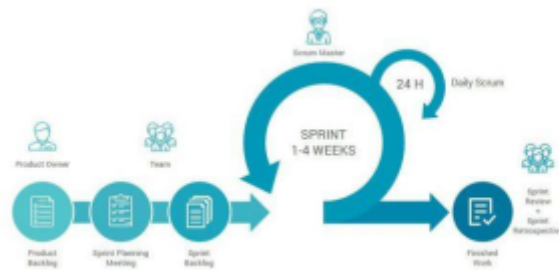 Scrum Master
24 H
Daily Scrum
SPRINT
1-4 WEEKS
Product Owner
Team
Sprint
Review
+
Sprint
Retrospective
Product
Backlog
Sprint Planning
Meeting
Sprint
Backlog
Finished
Work